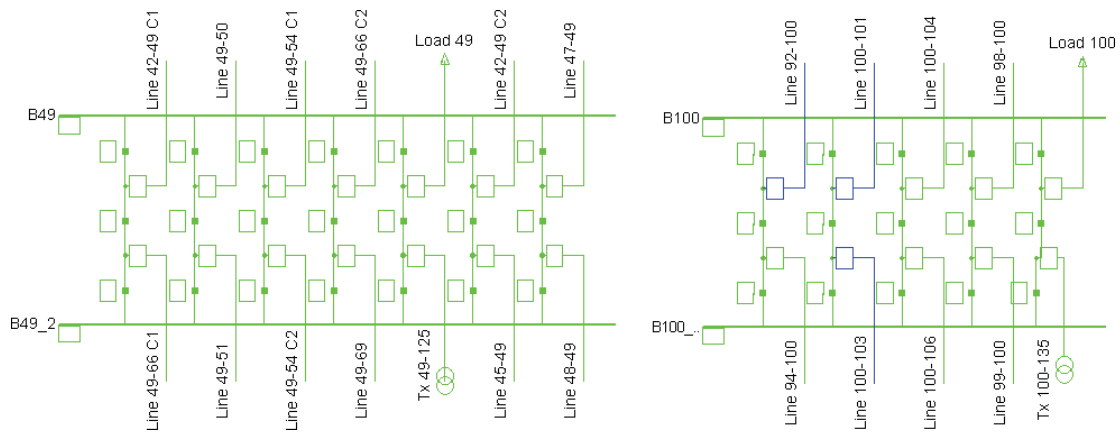 Line 42-49 C1
Line 49-50
Line 49-54 C1
Line 49-66 C2
Load 49
Line 42-49 C2
Line 47-49
B49
B49_2
Line 49-66 C1
Line 49-51
Line 49-54 C2
Line 49-69
Tx 49-125
Line 45-49
Line 48-49
Line 92-100
Line 100-101
Line 100-104
Line 98-100
Load 100
B100
B100_..
Line 94-100
Line 100-103
Line 100-106
Line 99-100
Tx 100-135